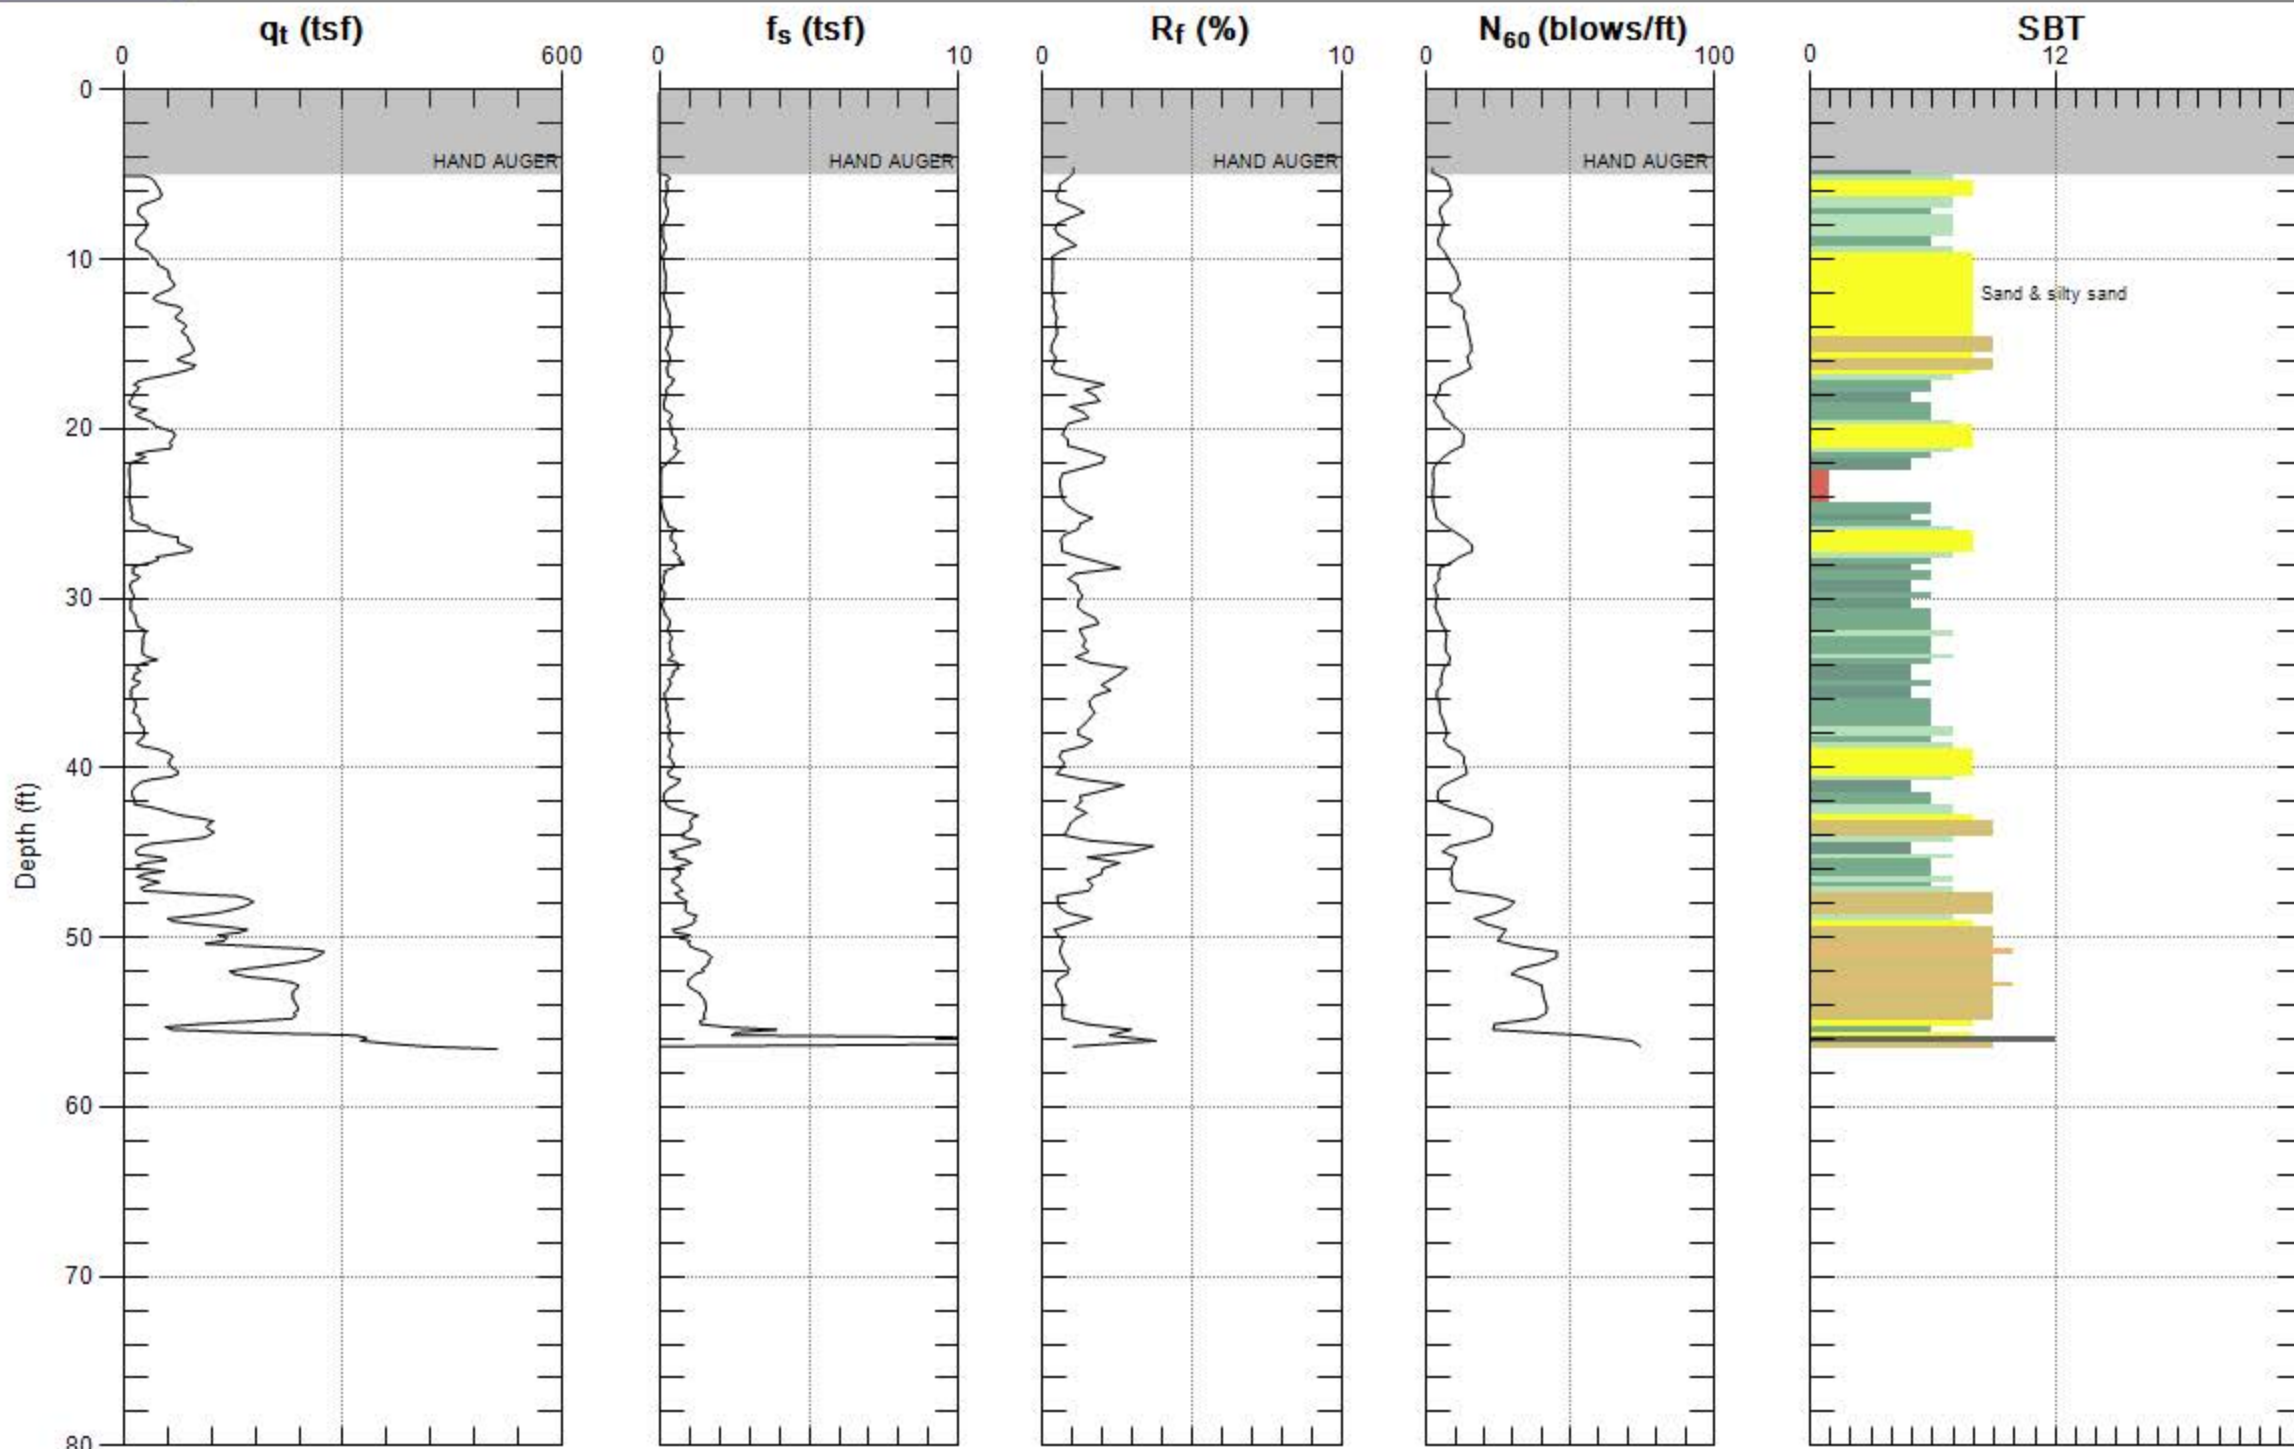 qt (tsf) fs (tsf) Rf (%) N60 (blows/ft) SBT
0 600 0 10 0 10 0 100 0 12
0
HAND AUGER HAND AUGER HAND AUGER HAND AUGER
10
Sand & silty sand
20
30
40
Depth (ft)
50
60
70
80